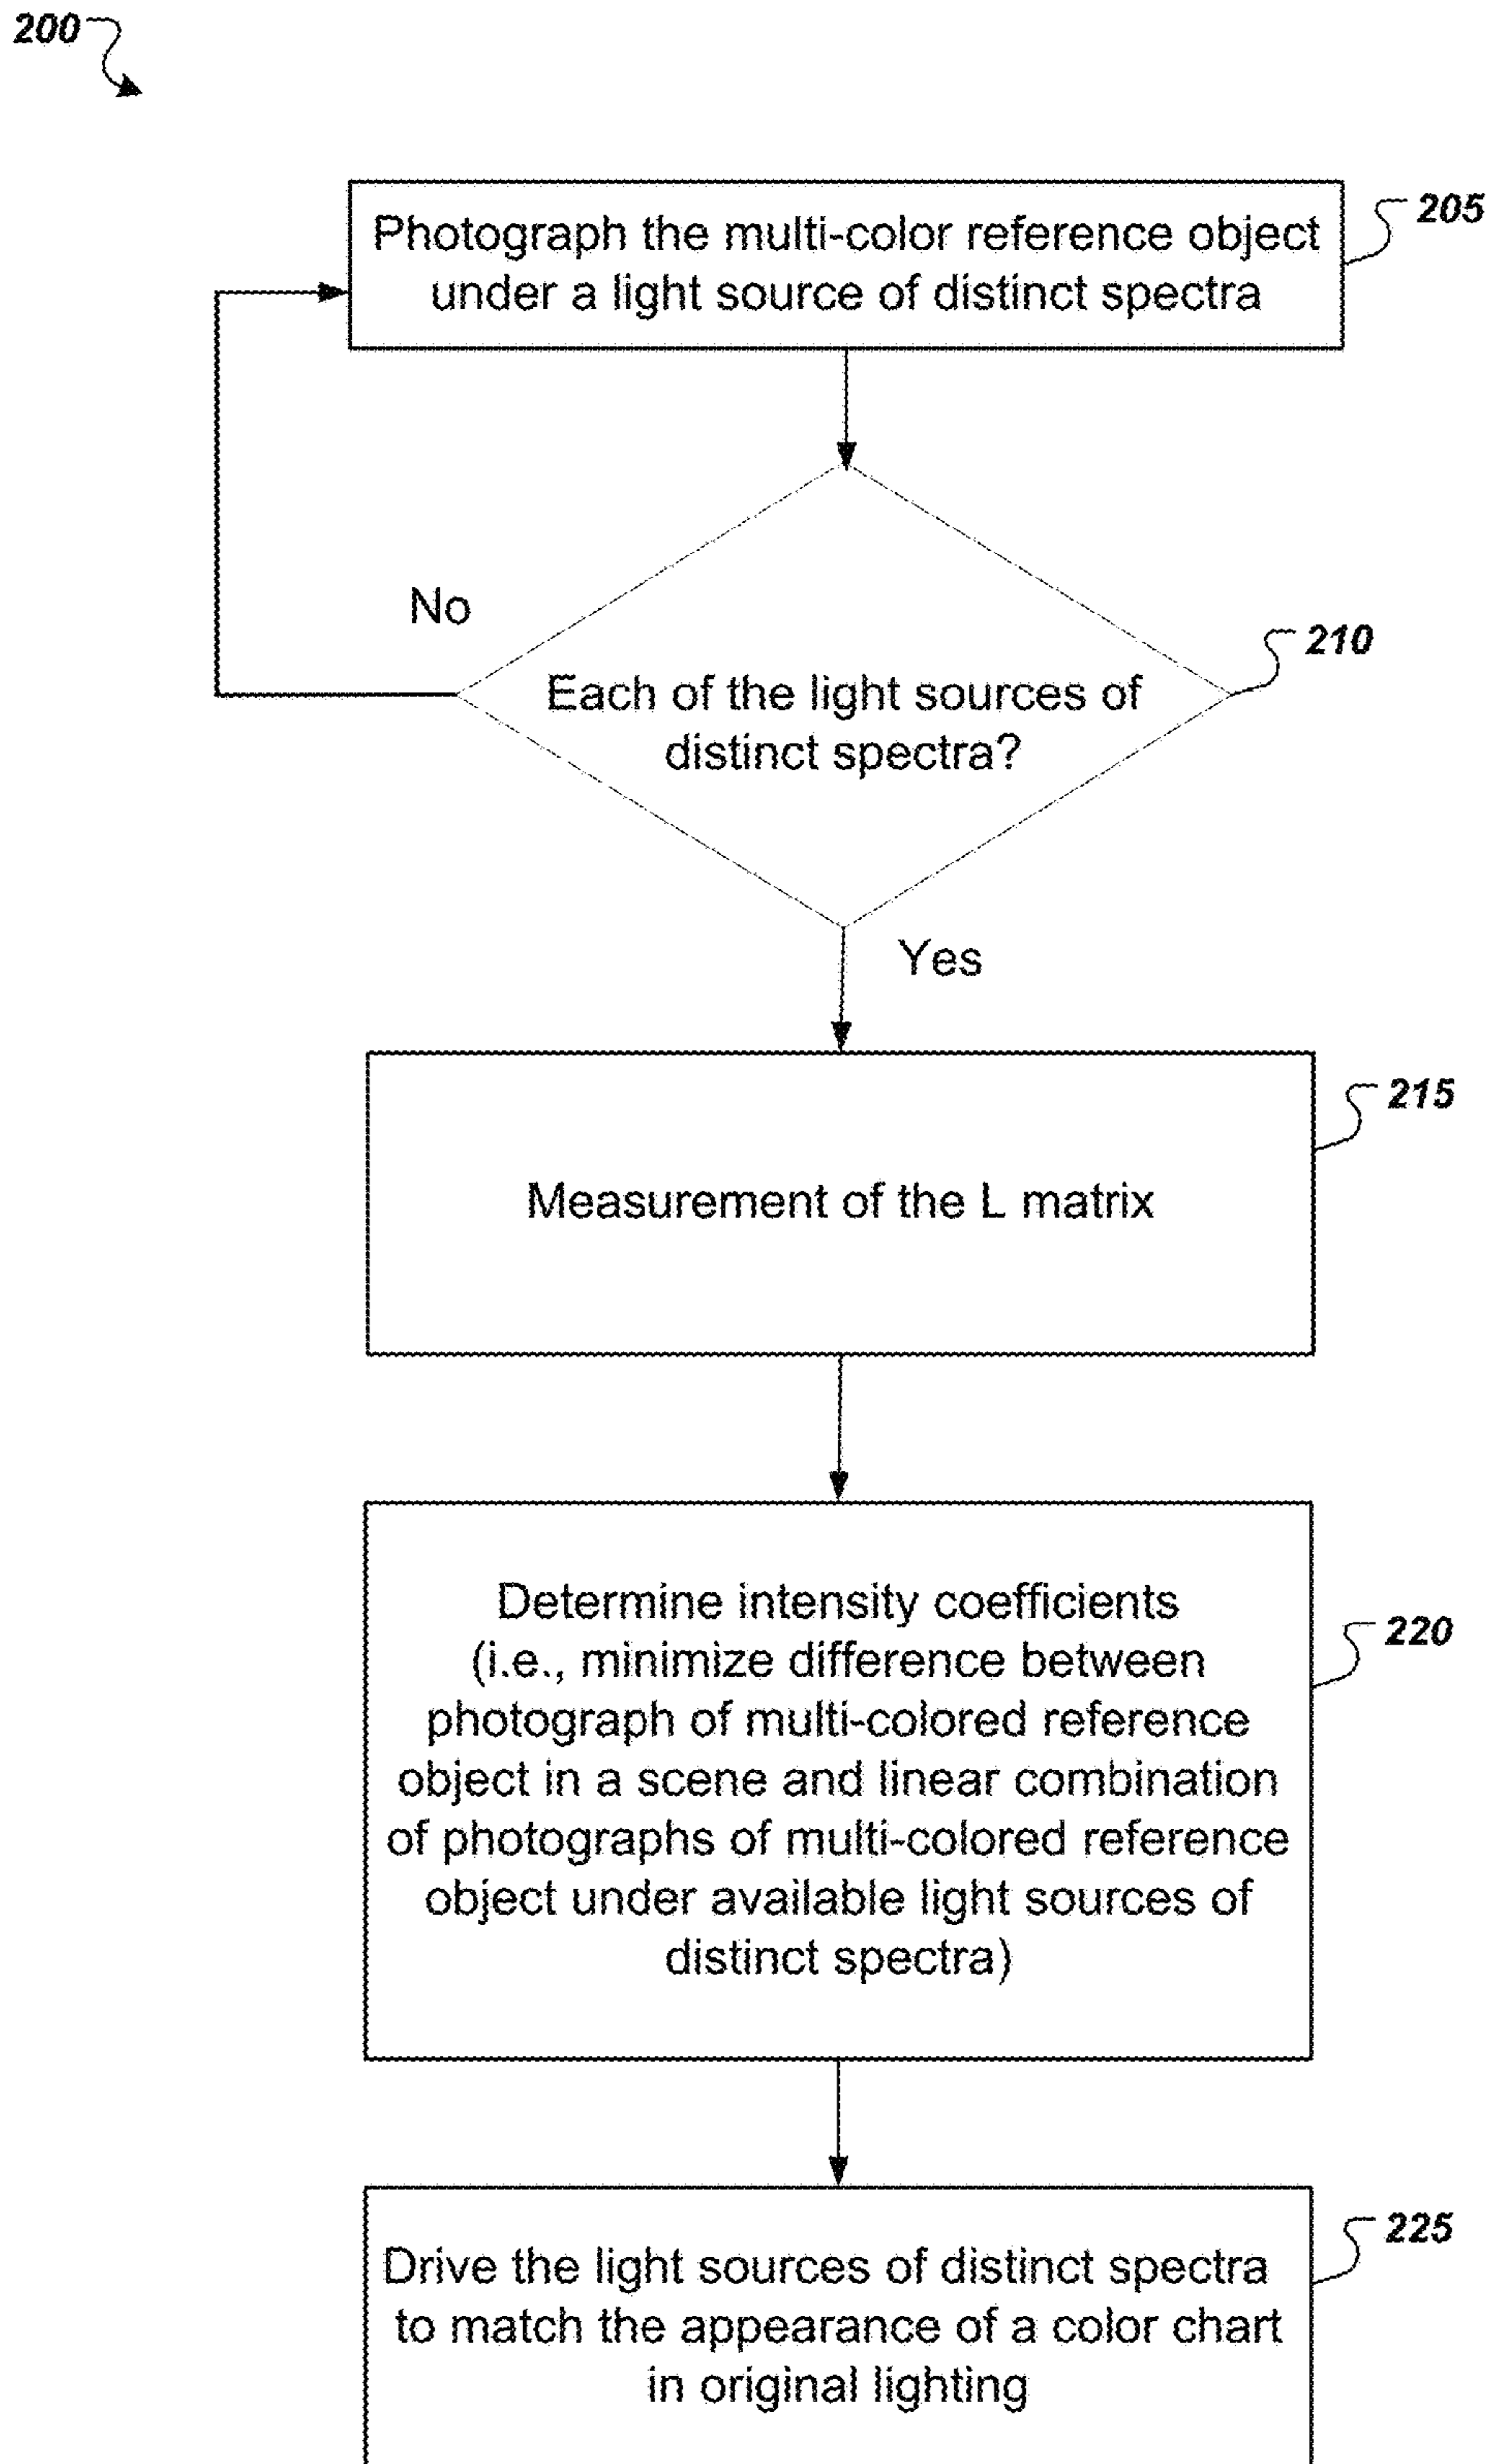 200
Photograph the multi-color reference object
under a light source of distinct spectra
205
No
Each of the light sources of
distinct spectra?
210
Yes
Measurement of the L matrix
215
Determine intensity coefficients
(i.e., minimize difference between
photograph of multi-colored reference
object in a scene and linear combination
of photographs of multi-colored reference
object under available light sources of
distinct spectra)
220
Drive the light sources of distinct spectra
to match the appearance of a color chart
in original lighting
225